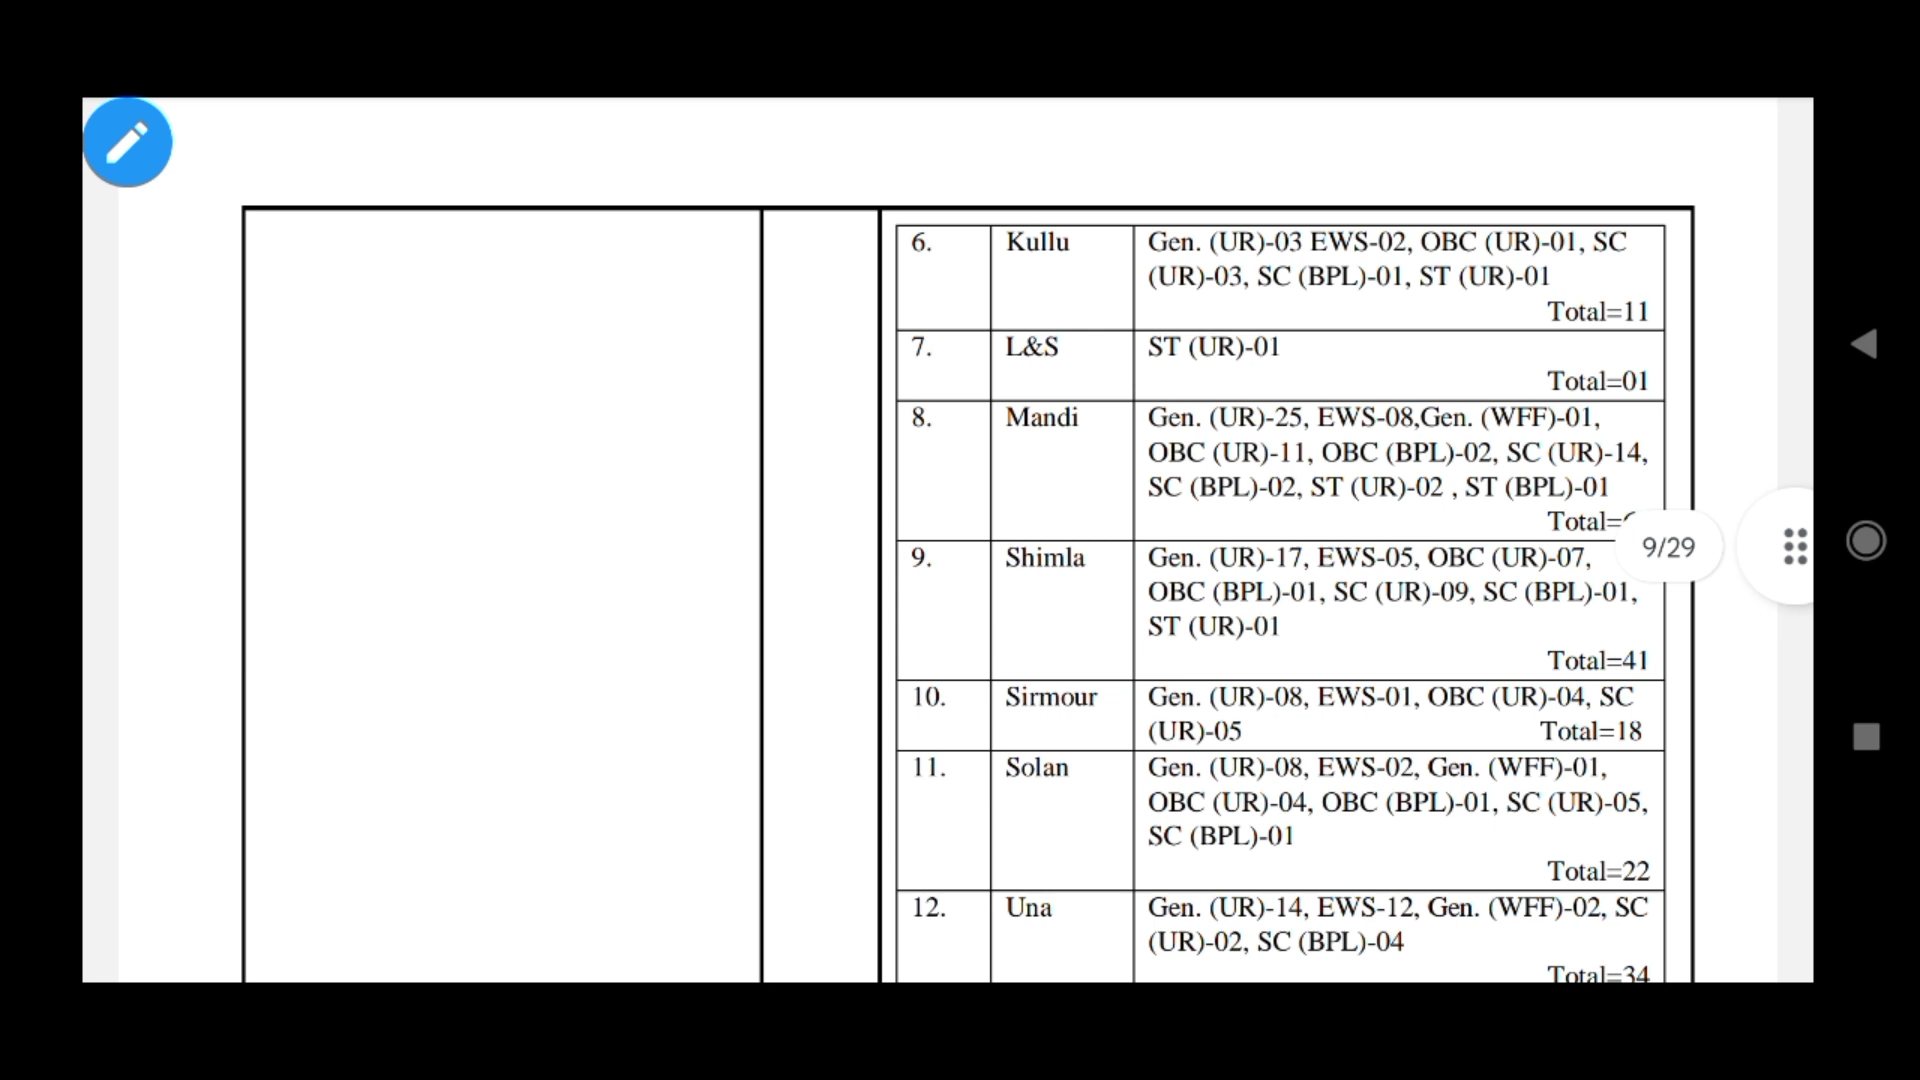 6. Kullu Gen. (UR)-03 EWS-02, OBC (UR)-01, SC
(UR)-03, SC (BPL)-01, ST (UR)-01
Total=11
7. L&S ST (UR)-01
Total=01
8. Mandi Gen. (UR)-25, EWS-08,Gen. (WFF)-01,
OBC (UR)-11, OBC (BPL)-02, SC (UR)-14,
SC (BPL)-02, ST (UR)-02 , ST (BPL)-01
Total=
9/29
9. Shimla Gen. (UR)-17, EWS-05, OBC (UR)-07,
OBC (BPL)-01, SC (UR)-09, SC (BPL)-01,
ST (UR)-01
Total=41
10. Sirmour Gen. (UR)-08, EWS-01, OBC (UR)-04, SC
(UR)-05 Total=18
11. Solan Gen. (UR)-08, EWS-02, Gen. (WFF)-01,
OBC (UR)-04, OBC (BPL)-01, SC (UR)-05,
SC (BPL)-01
Total=22
12. Una Gen. (UR)-14, EWS-12, Gen. (WFF)-02, SC
(UR)-02, SC (BPL)-04
Total=34